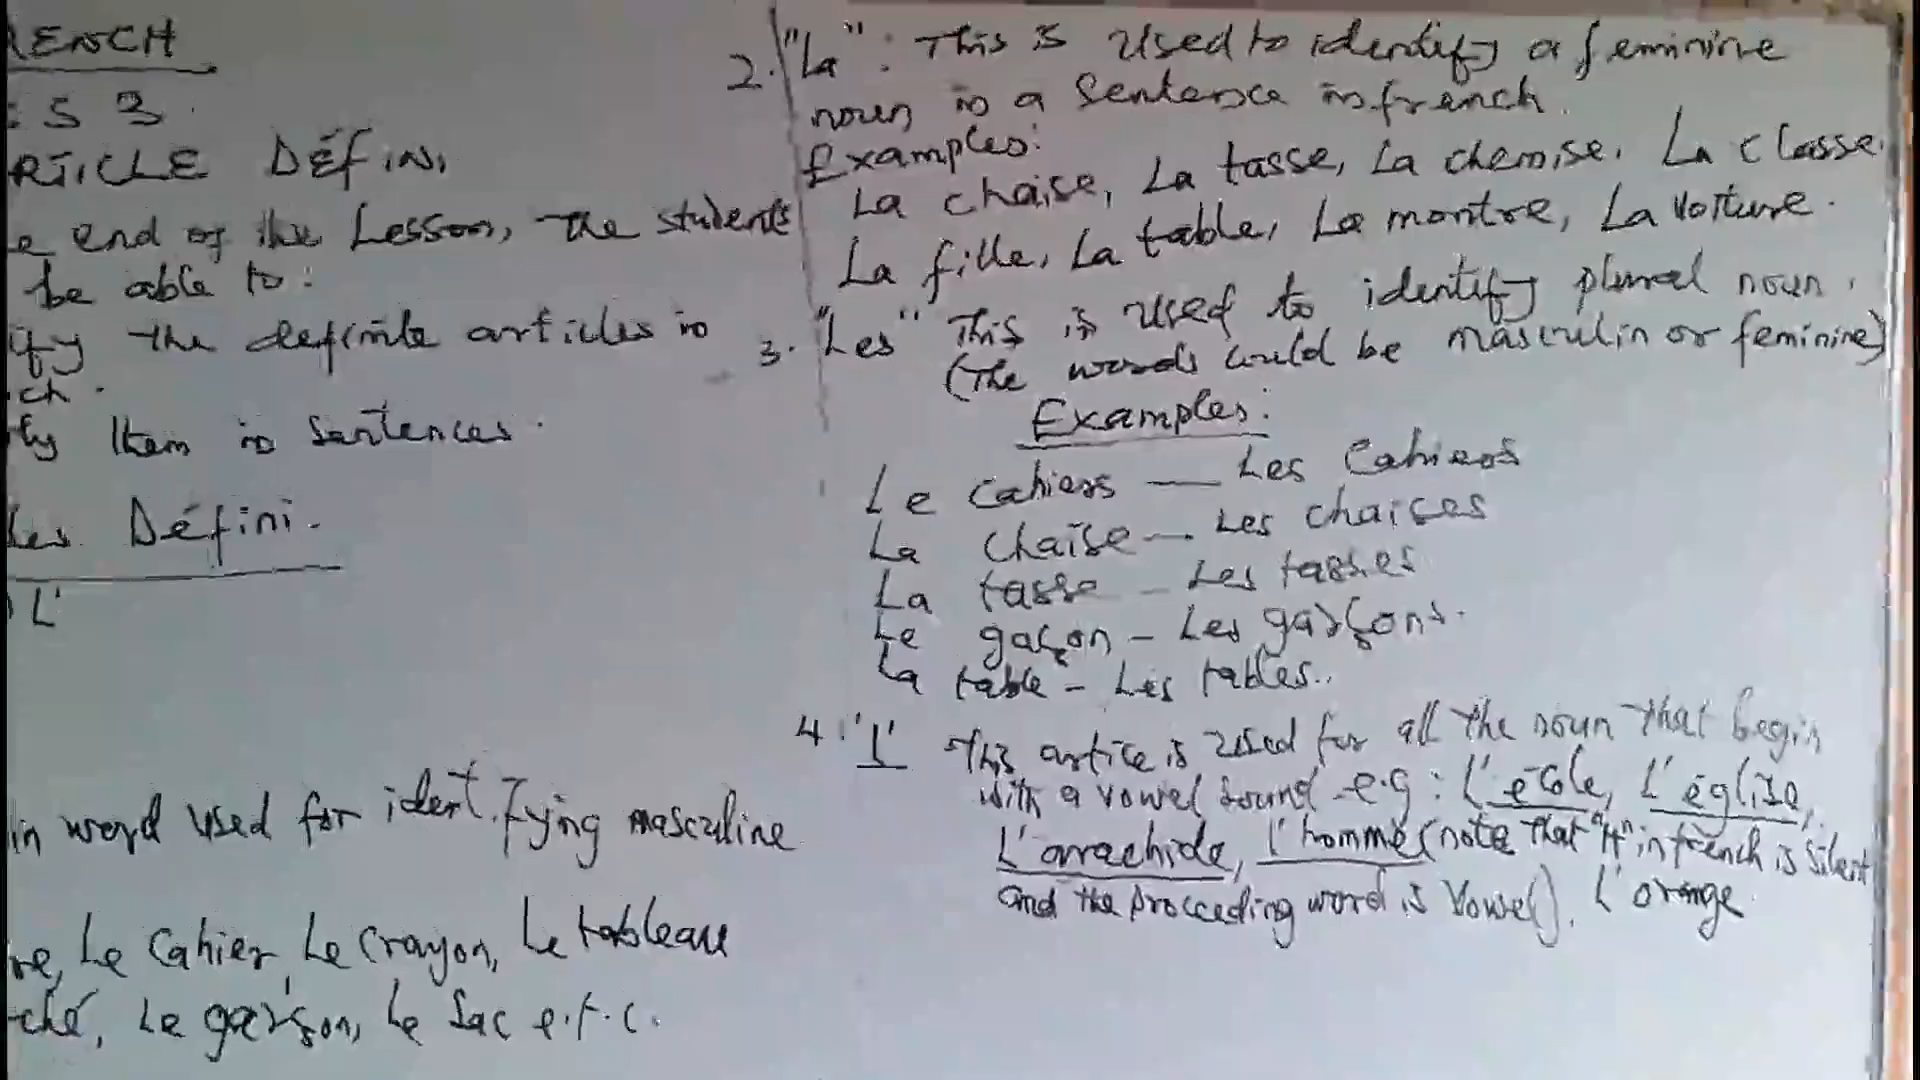 RENCH
: S 3.
RTICLE DÉFINI
e end of the Lesson, the students
be able to:
ify the definite articles in
ch.
fy them in sentences.
les Défini.
L'
in word used for identifying masculine
re, Le Cahier, Le Crayon, Le tableau
ché, Le garçon, Le Sac e.t.c.
2. "La": This is used to identify a feminine
noun in a sentence in french.
Examples:
La chaise, La tasse, La chemise, La classe.
La fille, La table, La montre, La voiture.
3. "Les" This is used to identify plural noun.
(The words could be masculin or feminine)
Examples:
Le cahiers — Les Cahiers
La chaise — Les chaises
La tasse - Les tasses
Le gaçon - Les garçons.
La table - Les tables..
4. 'L' This artice is used for all the noun that begin
with a vowel sound e.g: L'école, L'église,
L'arachide, L'homme (note that "H" in french is silent
and the proceeding word is vowel), L'orange